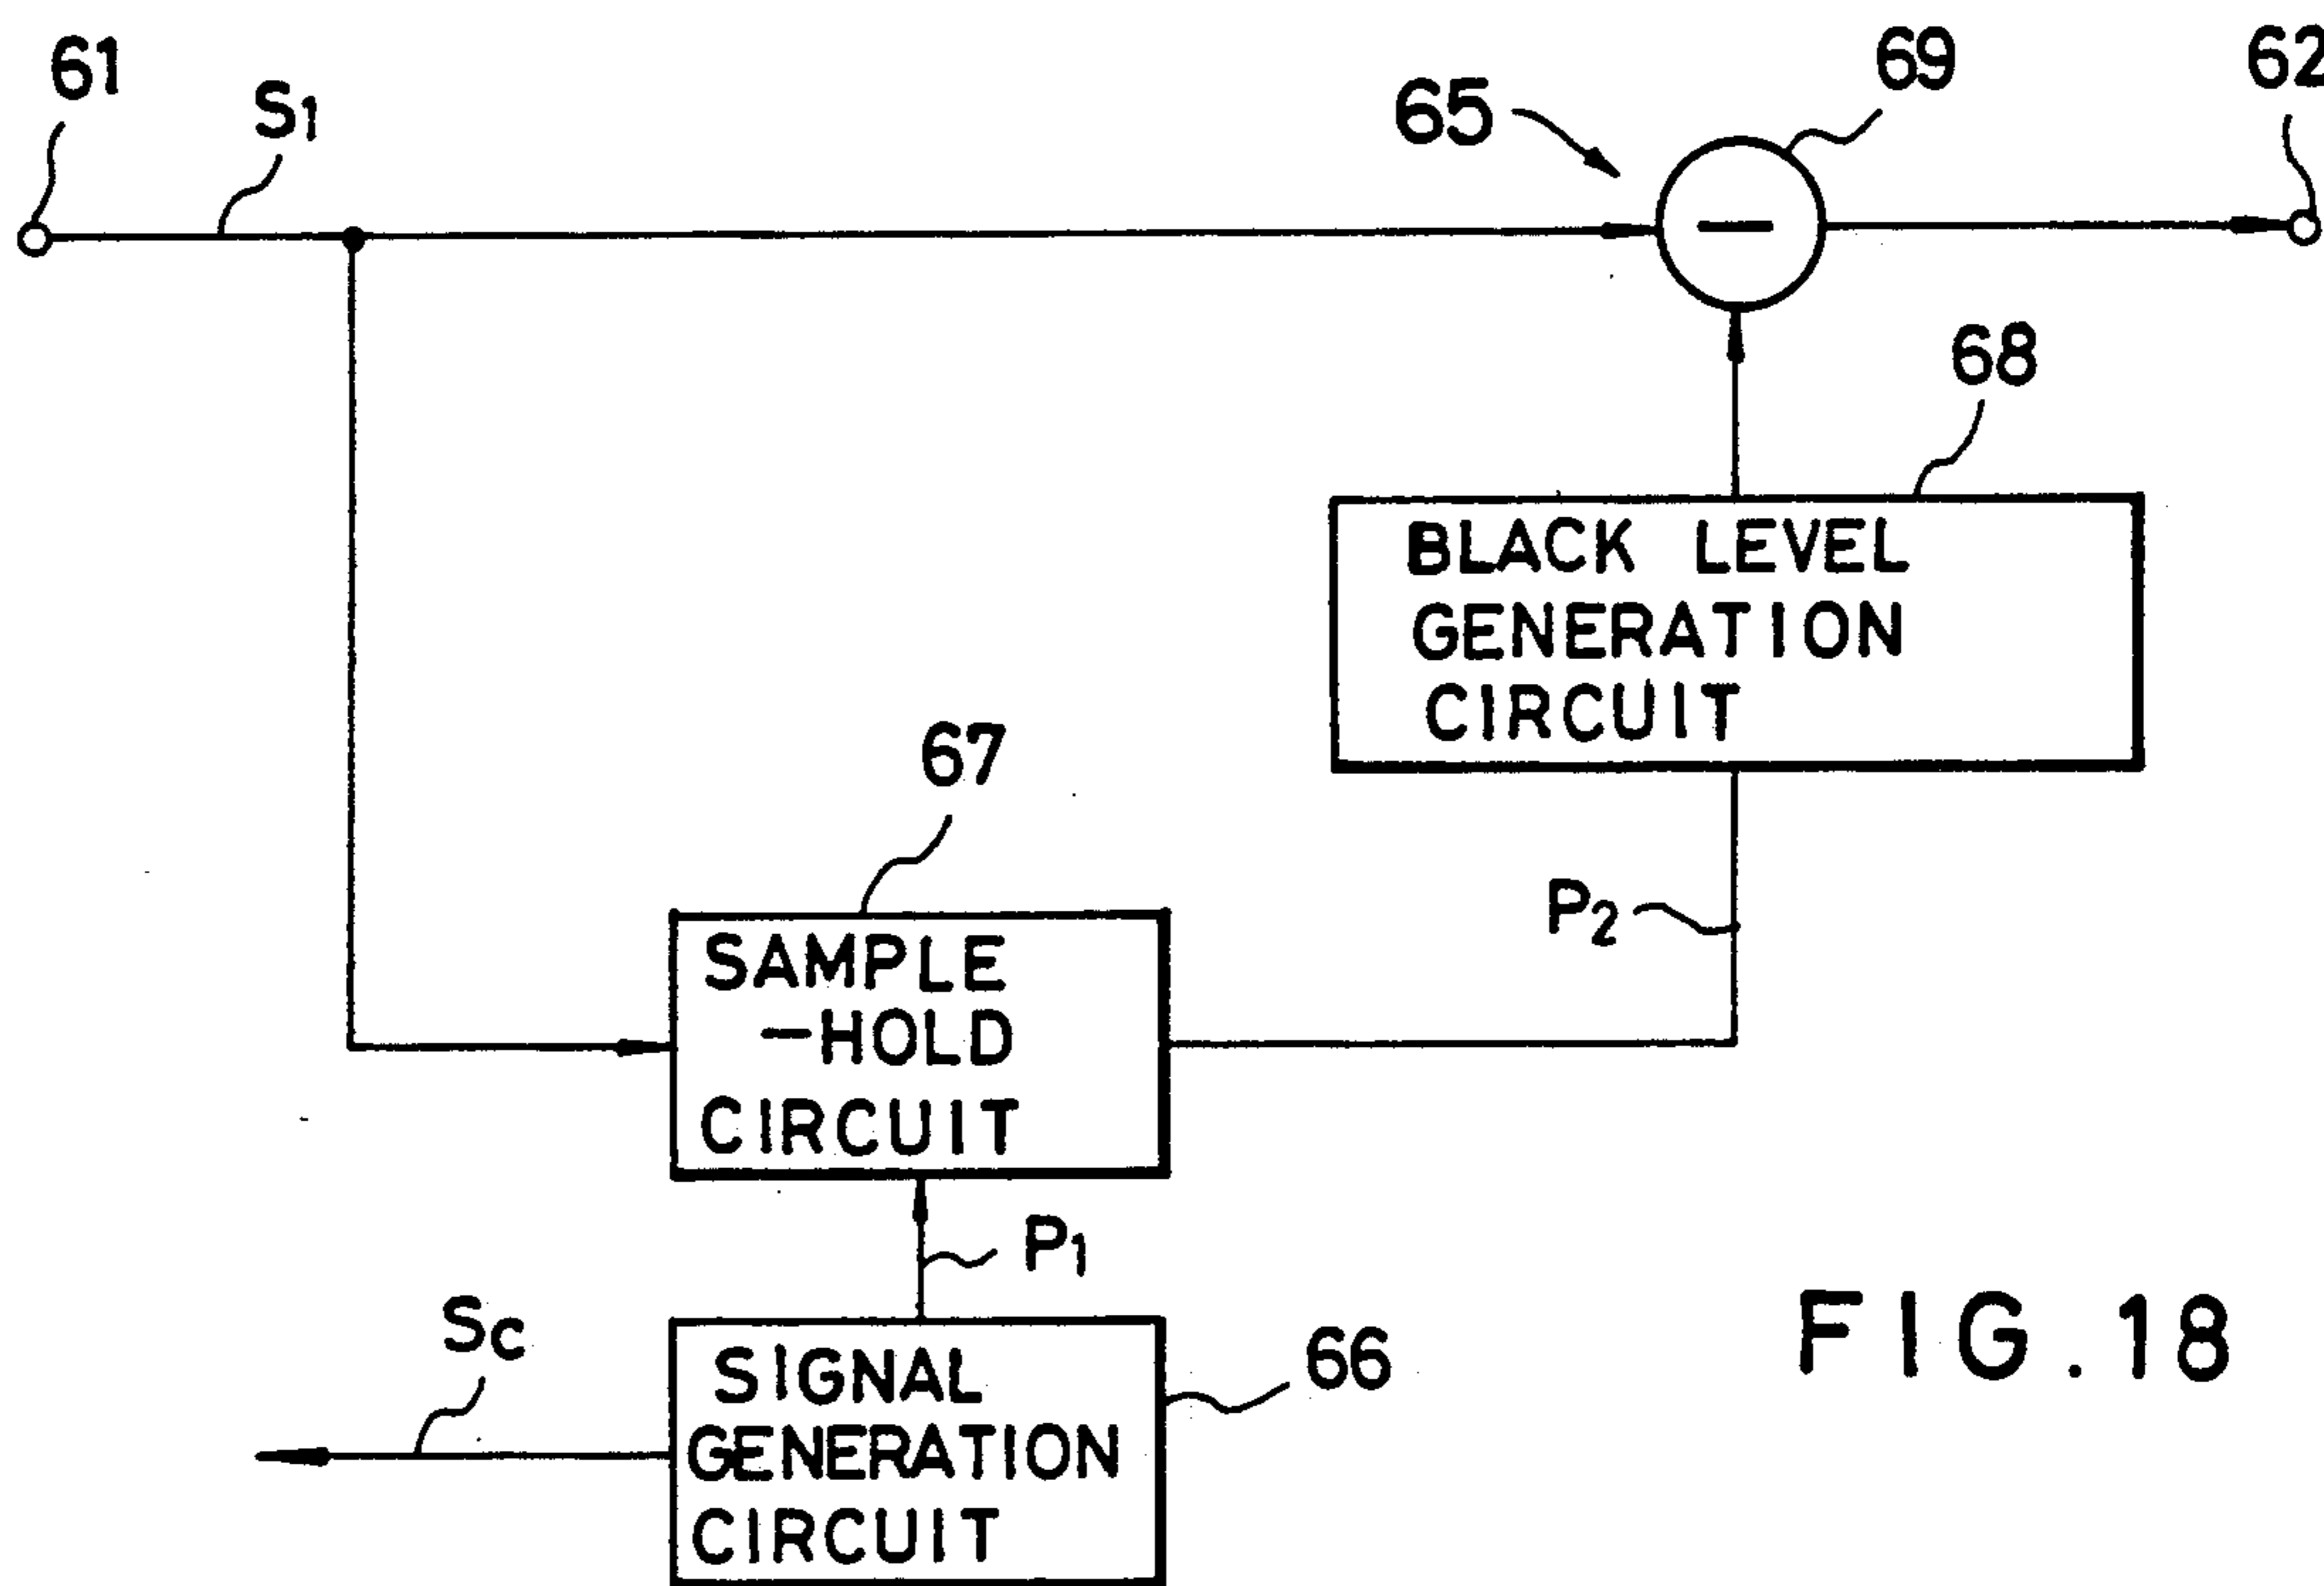 61
S1
65
69
62
68
BLACK LEVEL
GENERATION
CIRCUIT
67
SAMPLE
-HOLD
CIRCUIT
P2
P1
Sc
SIGNAL
GENERATION
CIRCUIT
66
FIG.18